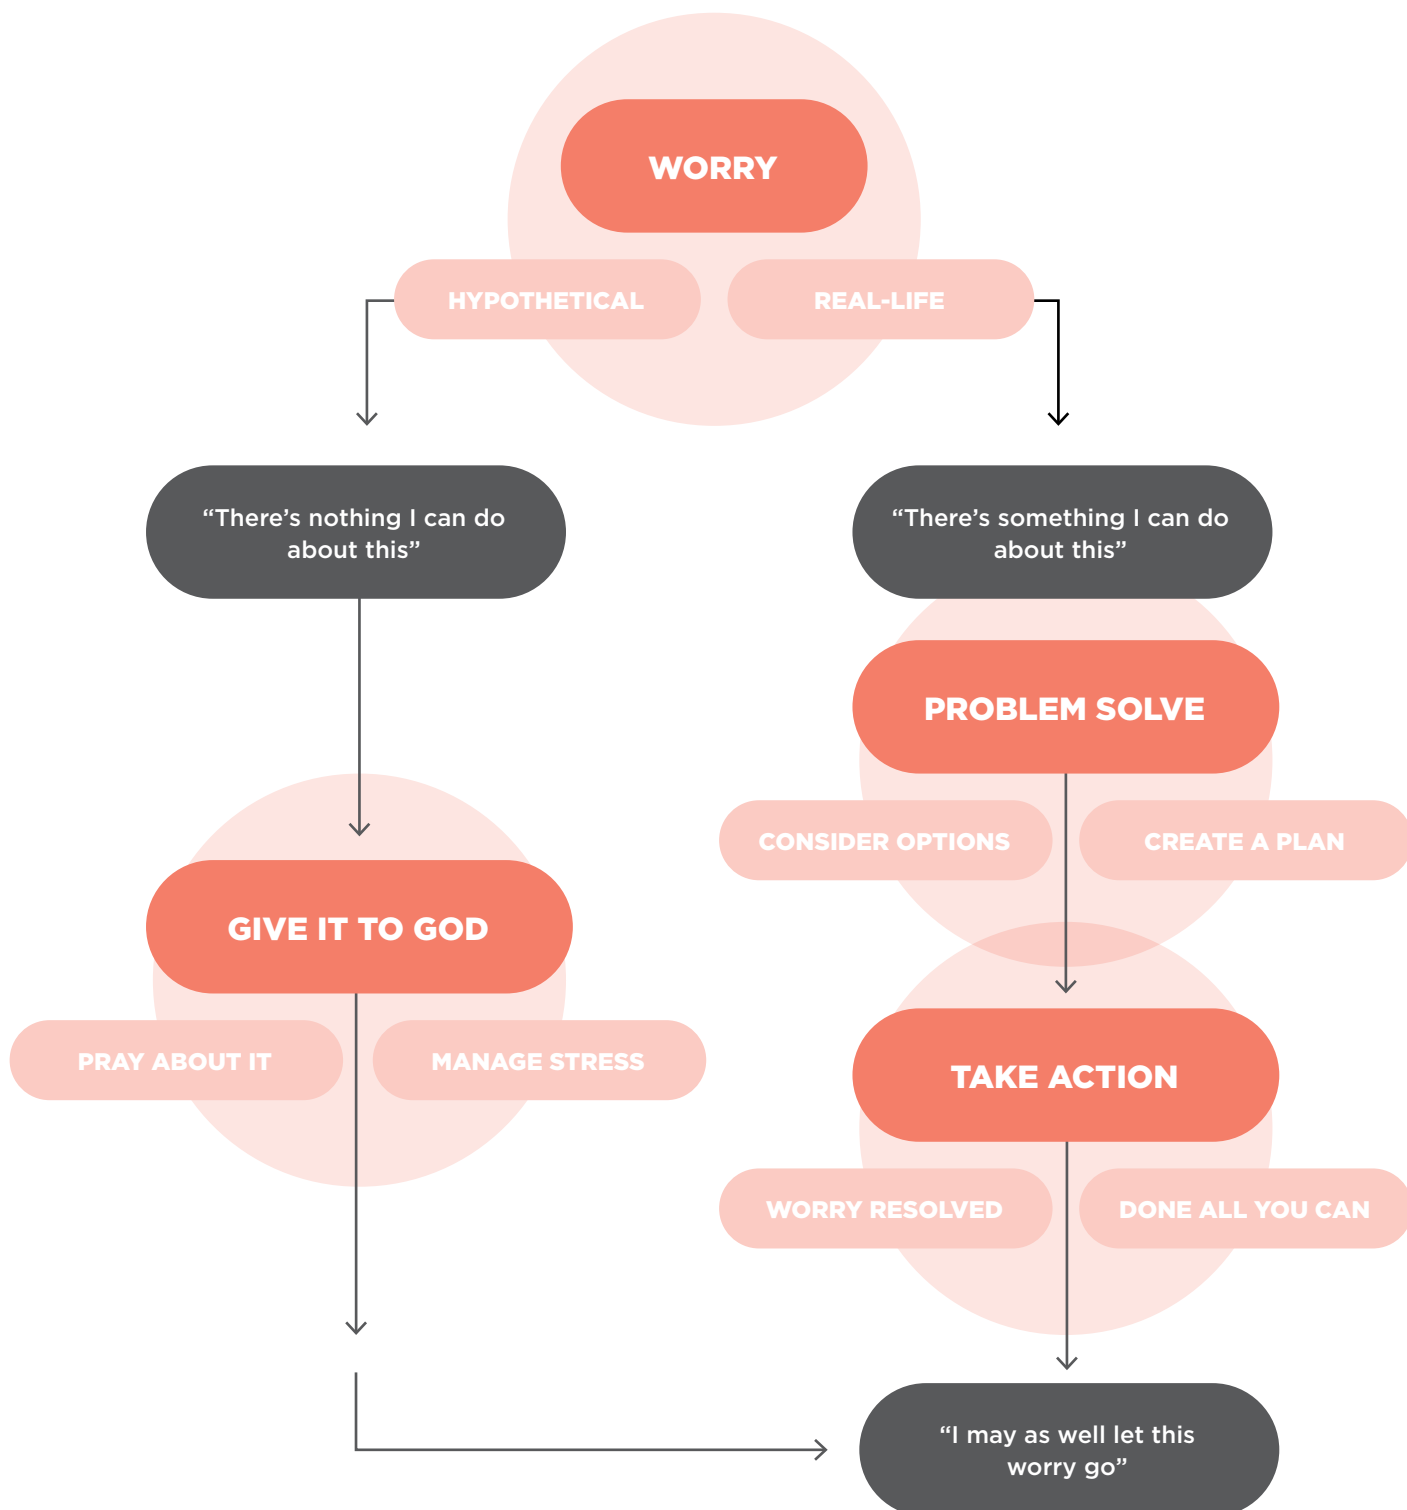 WORRY
HYPOTHETICAL
REAL-LIFE
“There’s nothing I can do
about this”
“There’s something I can do
about this”
PROBLEM SOLVE
CONSIDER OPTIONS
CREATE A PLAN
GIVE IT TO GOD
PRAY ABOUT IT
MANAGE STRESS
TAKE ACTION
WORRY RESOLVED
DONE ALL YOU CAN
“I may as well let this
worry go”